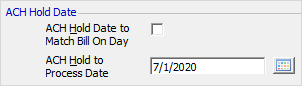 ACH Hold Date
ACH Hold Date to
Match Bill On Day
ACH Hold to
Process Date
7/1/2020